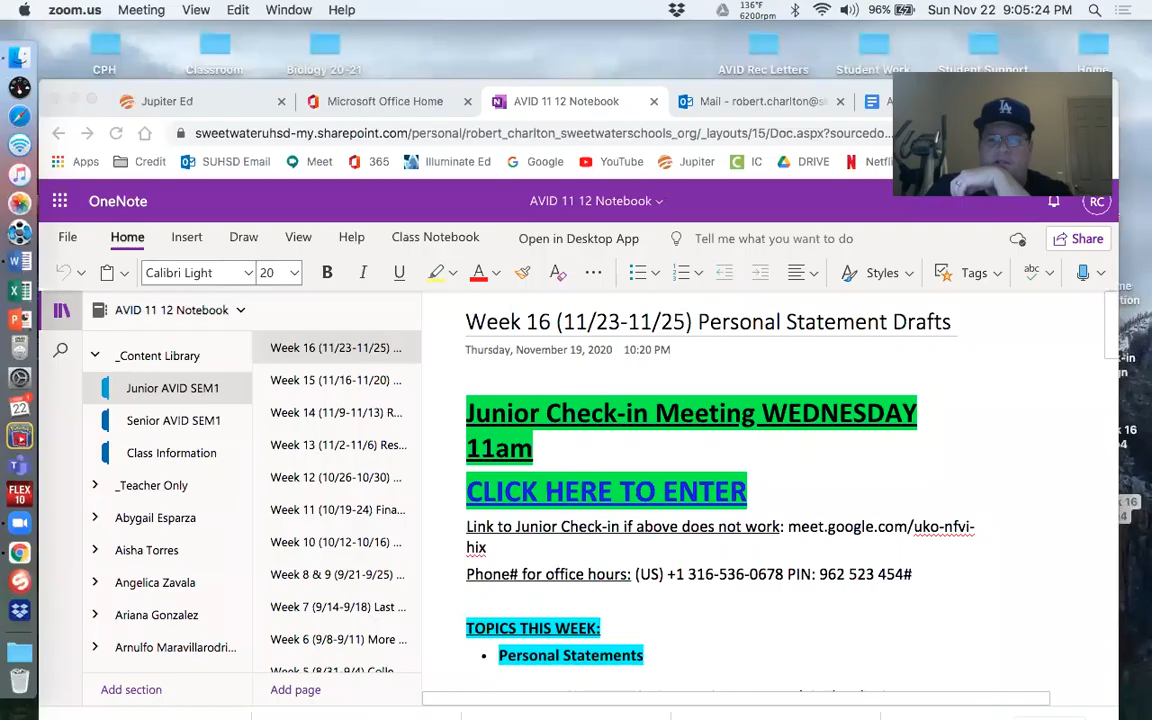 zoom.us Meeting View Edit Window Help 136°F 6200rpm 96% Sun Nov 22 9:05:24 PM
CPH Classroom Biology 20-21 AVID Rec Letters Student Work Student Support Home
Jupiter Ed Microsoft Office Home AVID 11 12 Notebook Mail - robert.charlton@s
sweetwateruhsd-my.sharepoint.com/personal/robert_charlton_sweetwaterschools_org/_layouts/15/Doc.aspx?sourcedo...
Apps Credit SUHSD Email Meet 365 Illuminate Ed Google YouTube Jupiter IC DRIVE Netfli
OneNote AVID 11 12 Notebook RC
File Home Insert Draw View Help Class Notebook Open in Desktop App Tell me what you want to do Share
Calibri Light 20 B I U A Styles Tags abc
AVID 11 12 Notebook
_Content Library
Junior AVID SEM1
Senior AVID SEM1
Class Information
_Teacher Only
Abygail Esparza
Aisha Torres
Angelica Zavala
Ariana Gonzalez
Arnulfo Maravillarodri...
Add section
Week 16 (11/23-11/25) ...
Week 15 (11/16-11/20) ...
Week 14 (11/9-11/13) R...
Week 13 (11/2-11/6) Res...
Week 12 (10/26-10/30) ...
Week 11 (10/19-24) Fina...
Week 10 (10/12-10/16) ...
Week 8 & 9 (9/21-9/25) ...
Week 7 (9/14-9/18) Last ...
Week 6 (9/8-9/11) More ...
Week 5 (8/31-9/4) Colle...
Add page
Week 16 (11/23-11/25) Personal Statement Drafts
Thursday, November 19, 2020 10:20 PM
Junior Check-in Meeting WEDNESDAY
11am
CLICK HERE TO ENTER
Link to Junior Check-in if above does not work: meet.google.com/uko-nfvi-
hix
Phone# for office hours: (US) +1 316-536-0678 PIN: 962 523 454#
TOPICS THIS WEEK:
• Personal Statements